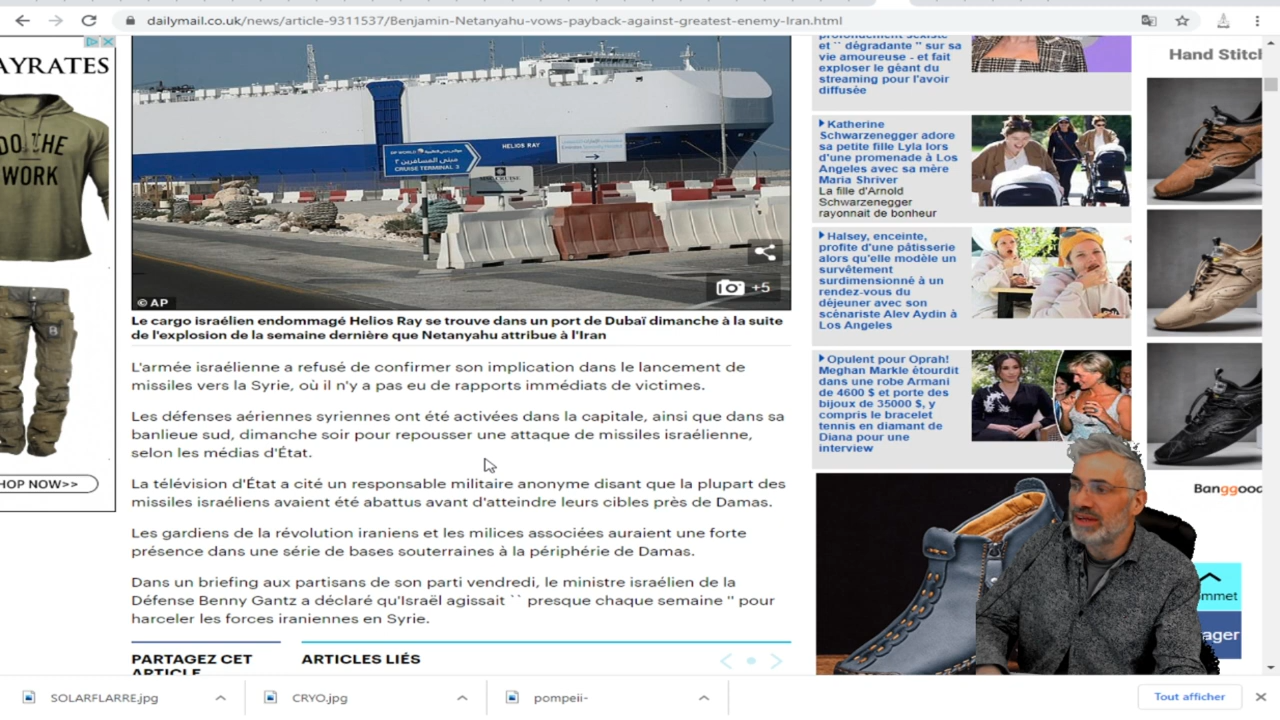 dailymail.co.uk/news/article-9311537/Benjamin-Netanyahu-vows-payback-against-greatest-enemy-Iran.html
AYRATES
DO THE
WORK
HOP NOW>>
مبنى المسافرين ٢
CRUISE TERMINAL 3
HELIOS RAY
+5
© AP
Le cargo israélien endommagé Helios Ray se trouve dans un port de Dubaï dimanche à la suite
de l'explosion de la semaine dernière que Netanyahu attribue à l'Iran
L'armée israélienne a refusé de confirmer son implication dans le lancement de
missiles vers la Syrie, où il n'y a pas eu de rapports immédiats de victimes.
Les défenses aériennes syriennes ont été activées dans la capitale, ainsi que dans sa
banlieue sud, dimanche soir pour repousser une attaque de missiles israélienne,
selon les médias d'État.
La télévision d'État a cité un responsable militaire anonyme disant que la plupart des
missiles israéliens avaient été abattus avant d'atteindre leurs cibles près de Damas.
Les gardiens de la révolution iraniens et les milices associées auraient une forte
présence dans une série de bases souterraines à la périphérie de Damas.
Dans un briefing aux partisans de son parti vendredi, le ministre israélien de la
Défense Benny Gantz a déclaré qu'Israël agissait `` presque chaque semaine '' pour
harceler les forces iraniennes en Syrie.
PARTAGEZ CET
ARTICLE
ARTICLES LIÉS
profondément sexiste
et `` dégradante '' sur sa
vie amoureuse - et fait
exploser le géant du
streaming pour l'avoir
diffusée
Katherine
Schwarzenegger adore
sa petite fille Lyla lors
d'une promenade à Los
Angeles avec sa mère
Maria Shriver
La fille d'Arnold
Schwarzenegger
rayonnait de bonheur
Halsey, enceinte,
profite d'une pâtisserie
alors qu'elle modèle un
survêtement
surdimensionné à un
rendez-vous du
déjeuner avec son
scénariste Alev Aydin à
Los Angeles
Opulent pour Oprah!
Meghan Markle étourdit
dans une robe Armani
de 4600 $ et porte des
bijoux de 35000 $, y
compris le bracelet
tennis en diamant de
Diana pour une
interview
Hand Stitch
Banggood
ommet
ager
SOLARFLARRE.jpg
CRYO.jpg
pompeii-
Tout afficher